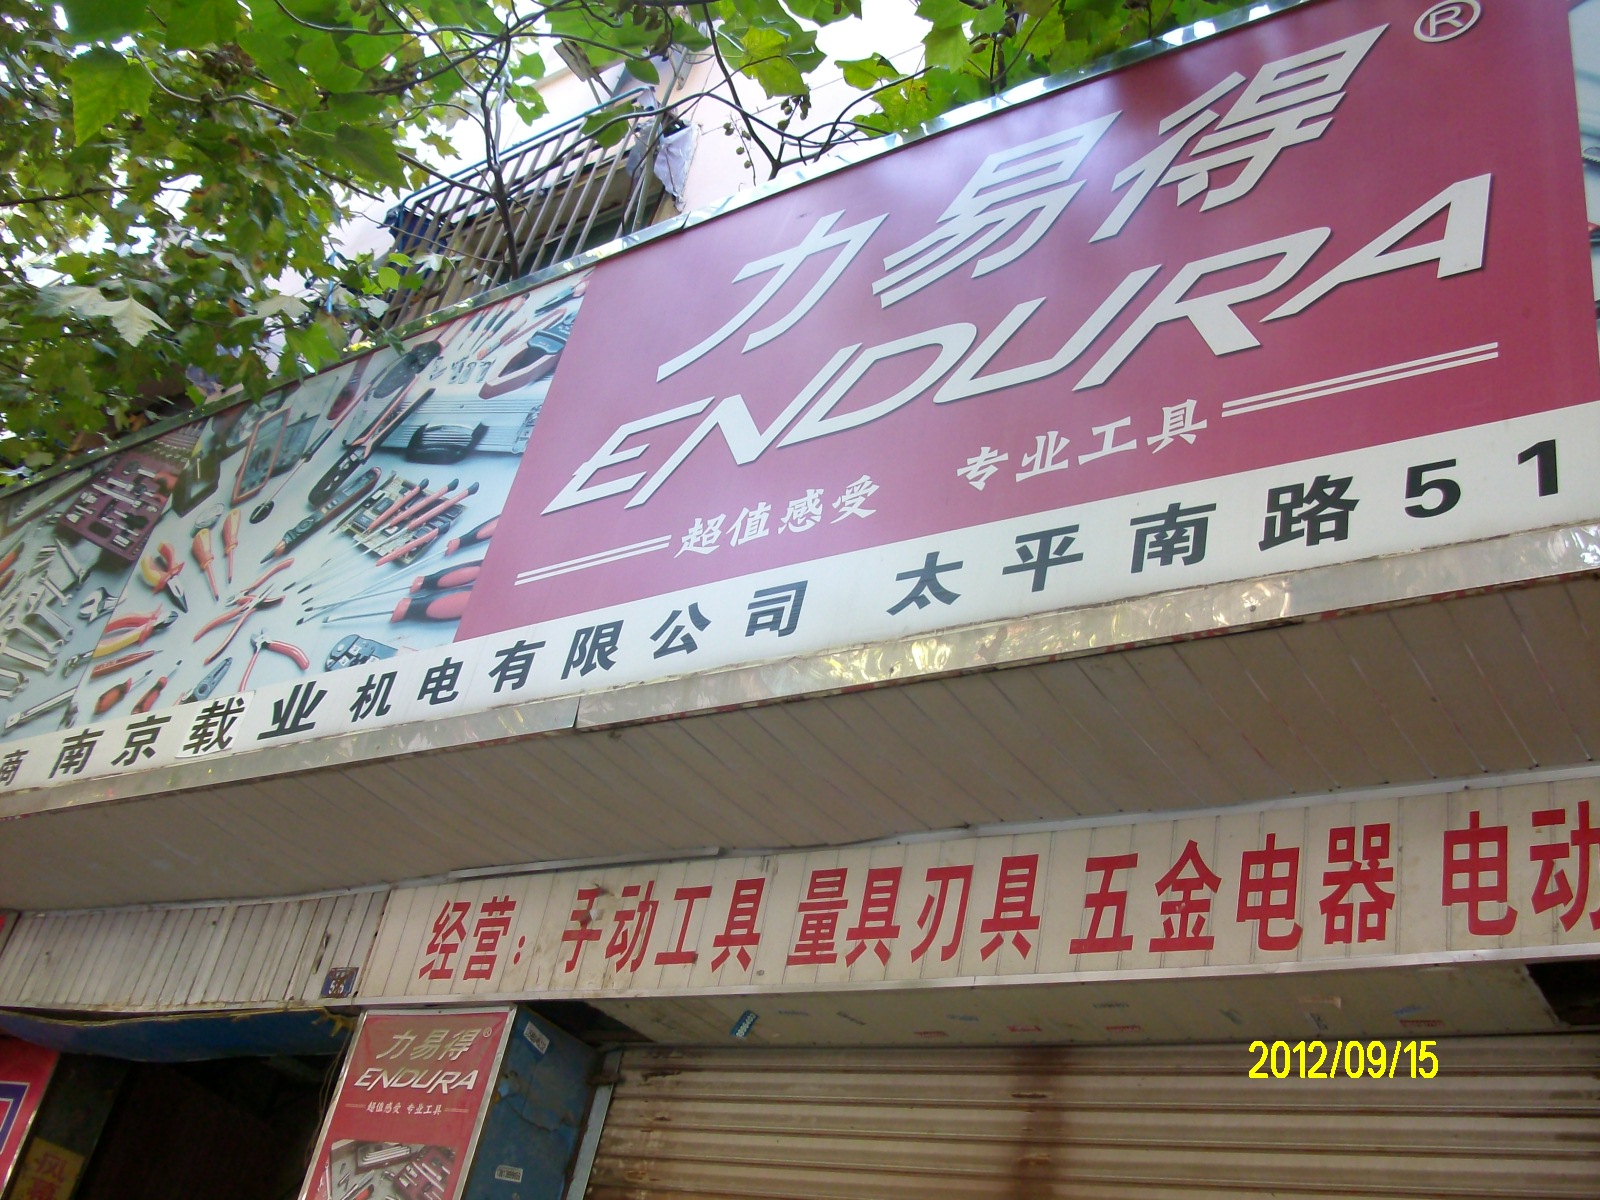 力易得®
ENDURA
超值感受 专业工具
商 南京载业机电有限公司 太平南路51
经营：手动工具 量具刃具 五金电器 电动
力易得®
ENDURA
超值感受 专业工具
2012/09/15